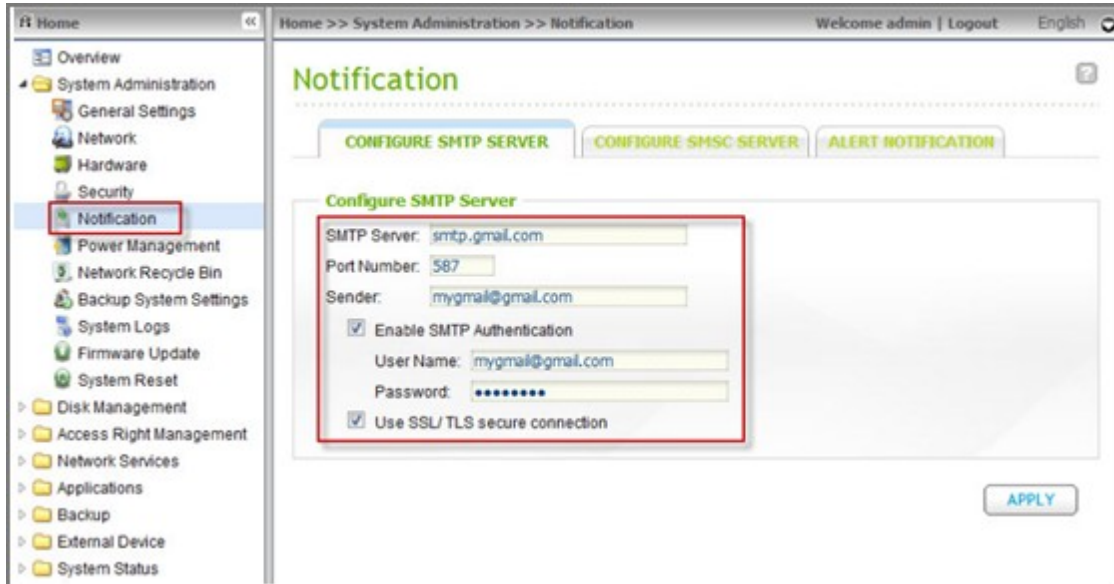 Home
Home >> System Administration >> Notification
Welcome admin | Logout
English
Overview
System Administration
General Settings
Network
Hardware
Security
Notification
Power Management
Network Recycle Bin
Backup System Settings
System Logs
Firmware Update
System Reset
Disk Management
Access Right Management
Network Services
Applications
Backup
External Device
System Status
Notification
CONFIGURE SMTP SERVER
CONFIGURE SMSC SERVER
ALERT NOTIFICATION
Configure SMTP Server
SMTP Server: smtp.gmail.com
Port Number: 587
Sender: mygmail@gmail.com
Enable SMTP Authentication
User Name: mygmail@gmail.com
Password: ●●●●●●●●
Use SSL/ TLS secure connection
APPLY